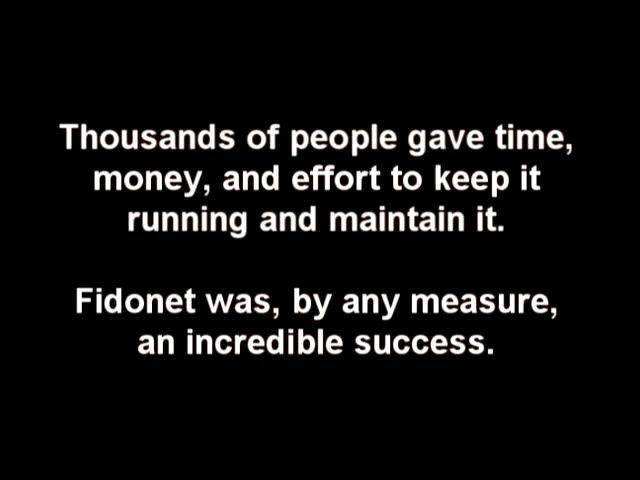 Thousands of people gave time,
money, and effort to keep it
running and maintain it.
Fidonet was, by any measure,
an incredible success.